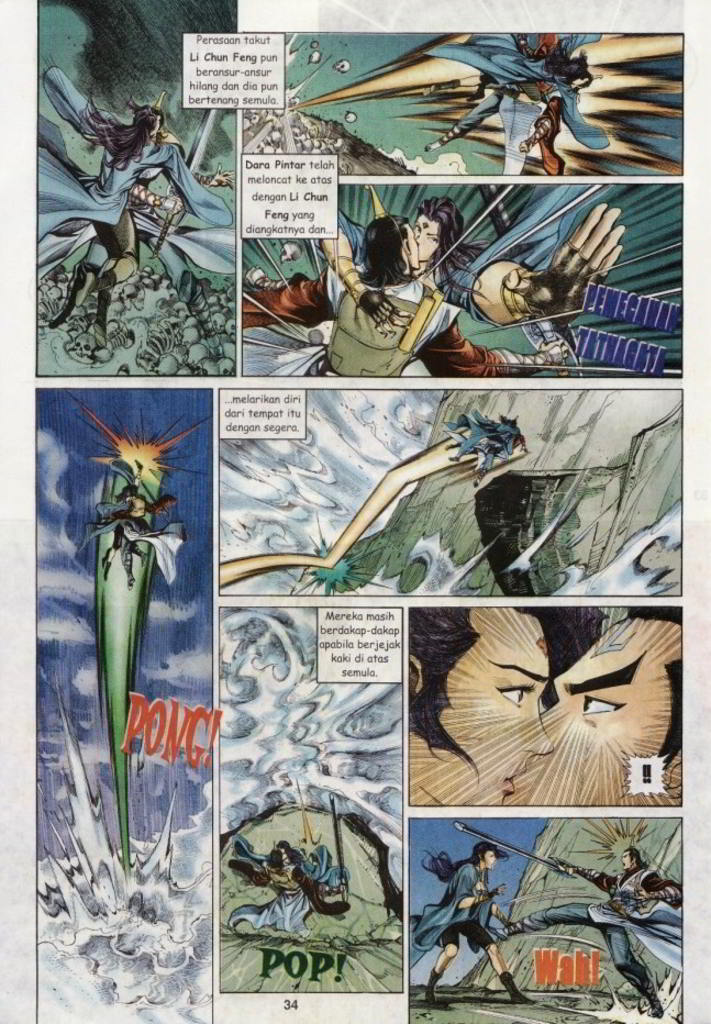 Perasaan takut
Li Chun Feng pun
beransur-ansur
hilang dan dia pun
bertenang semula.
Dara Pintar telah
meloncat ke atas
dengan Li Chun
Feng yang
diangkatnya dan...
PEMEGANAN
TATHAGATA
...melarikan diri
dari tempat itu
dengan segera.
PONG!
Mereka masih
berdakap-dakap
apabila berjejak
kaki di atas
semula.
!!
POP!
Wah!
34